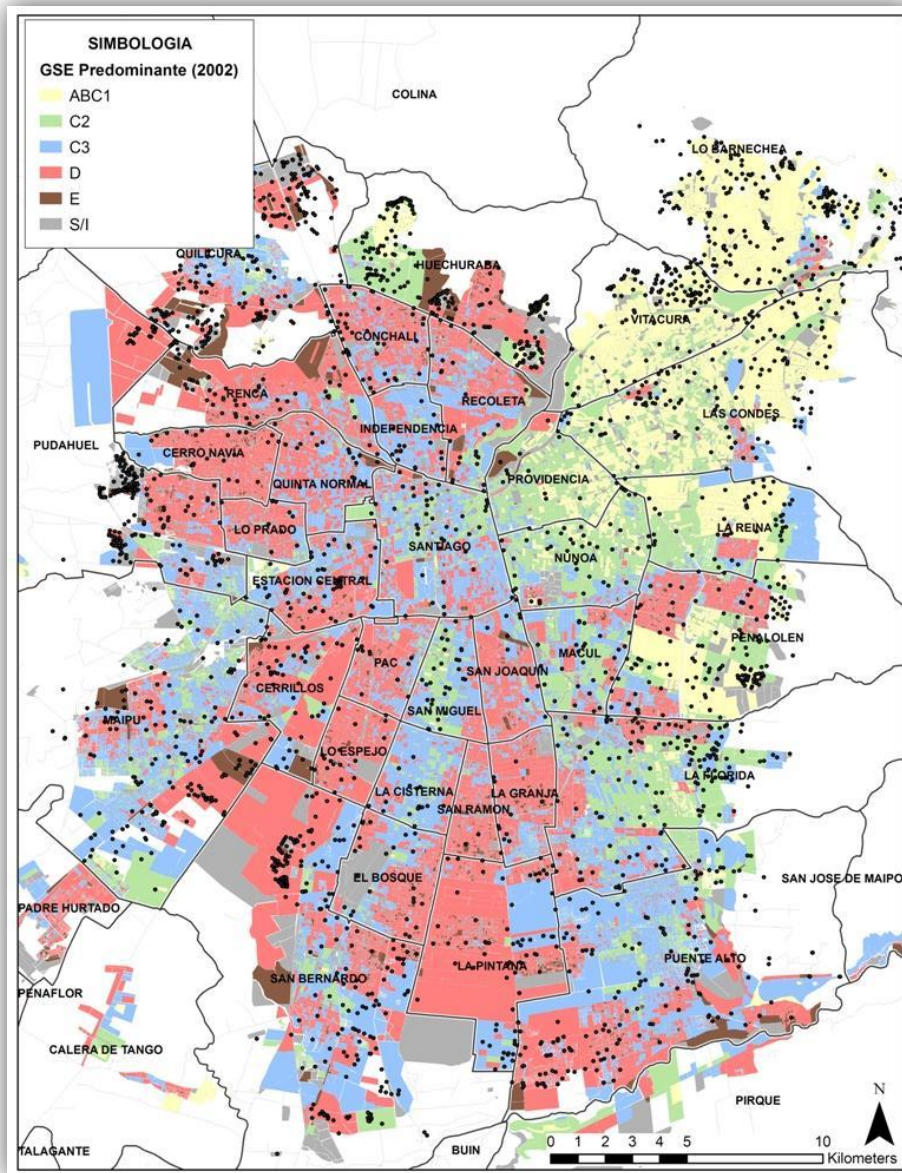 SIMBOLOGIA
GSE Predominante (2002)
ABC1
C2
C3
D
E
S/I
COLINA
LO BARNECHEA
QUILICURA
HUECHURABA
VITACURA
CONCHALI
RENCA
RECOLETA
LAS CONDES
INDEPENDENCIA
PUDAHUEL
CERRO NAVIA
QUINTA NORMAL
PROVIDENCIA
LO PRADO
LA REINA
SANTIAGO
ÑUÑOA
ESTACION CENTRAL
PEÑALOLEN
PAC
SAN JOAQUIN
MACUL
CERRILLOS
SAN MIGUEL
MAIPU
LO ESPEJO
LA FLORIDA
LA CISTERNA
LA GRANJA
SAN RAMON
EL BOSQUE
SAN JOSE DE MAIPO
PADRE HURTADO
PUENTE ALTO
LA PINTANA
SAN BERNARDO
PEÑAFLOR
CALERA DE TANGO
PIRQUE
N
TALAGANTE
BUIN
0 1 2 3 4 5 10
Kilometers